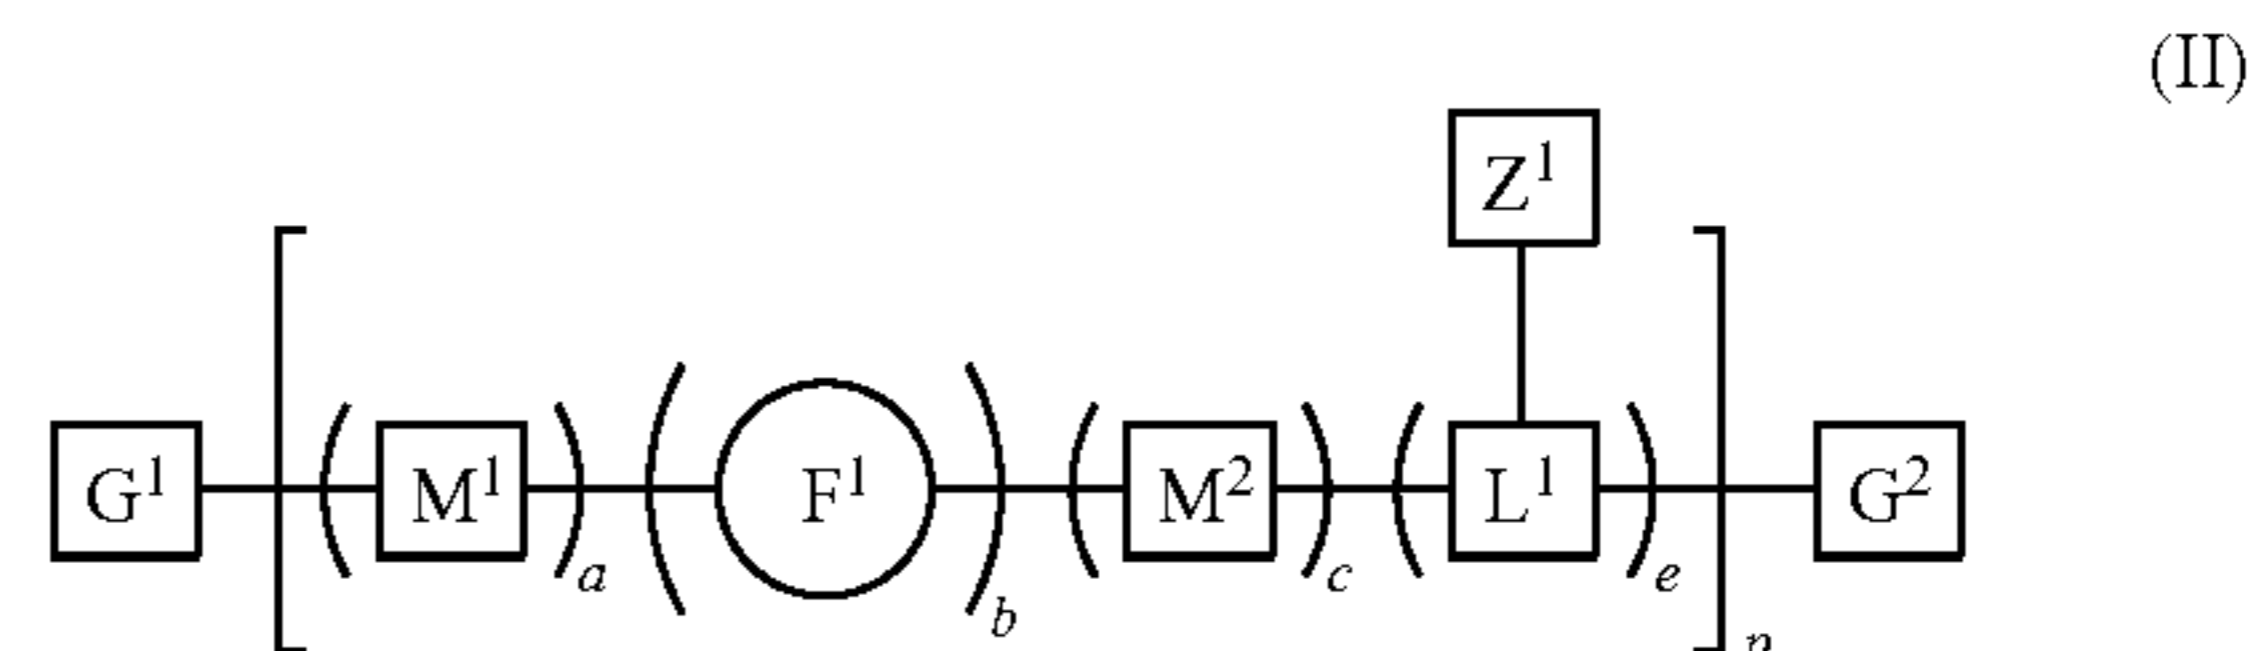 (II)
Z¹
G¹ [ ( M¹ )a ( F¹ )b ( M² )c ( L¹ )e ]n G²